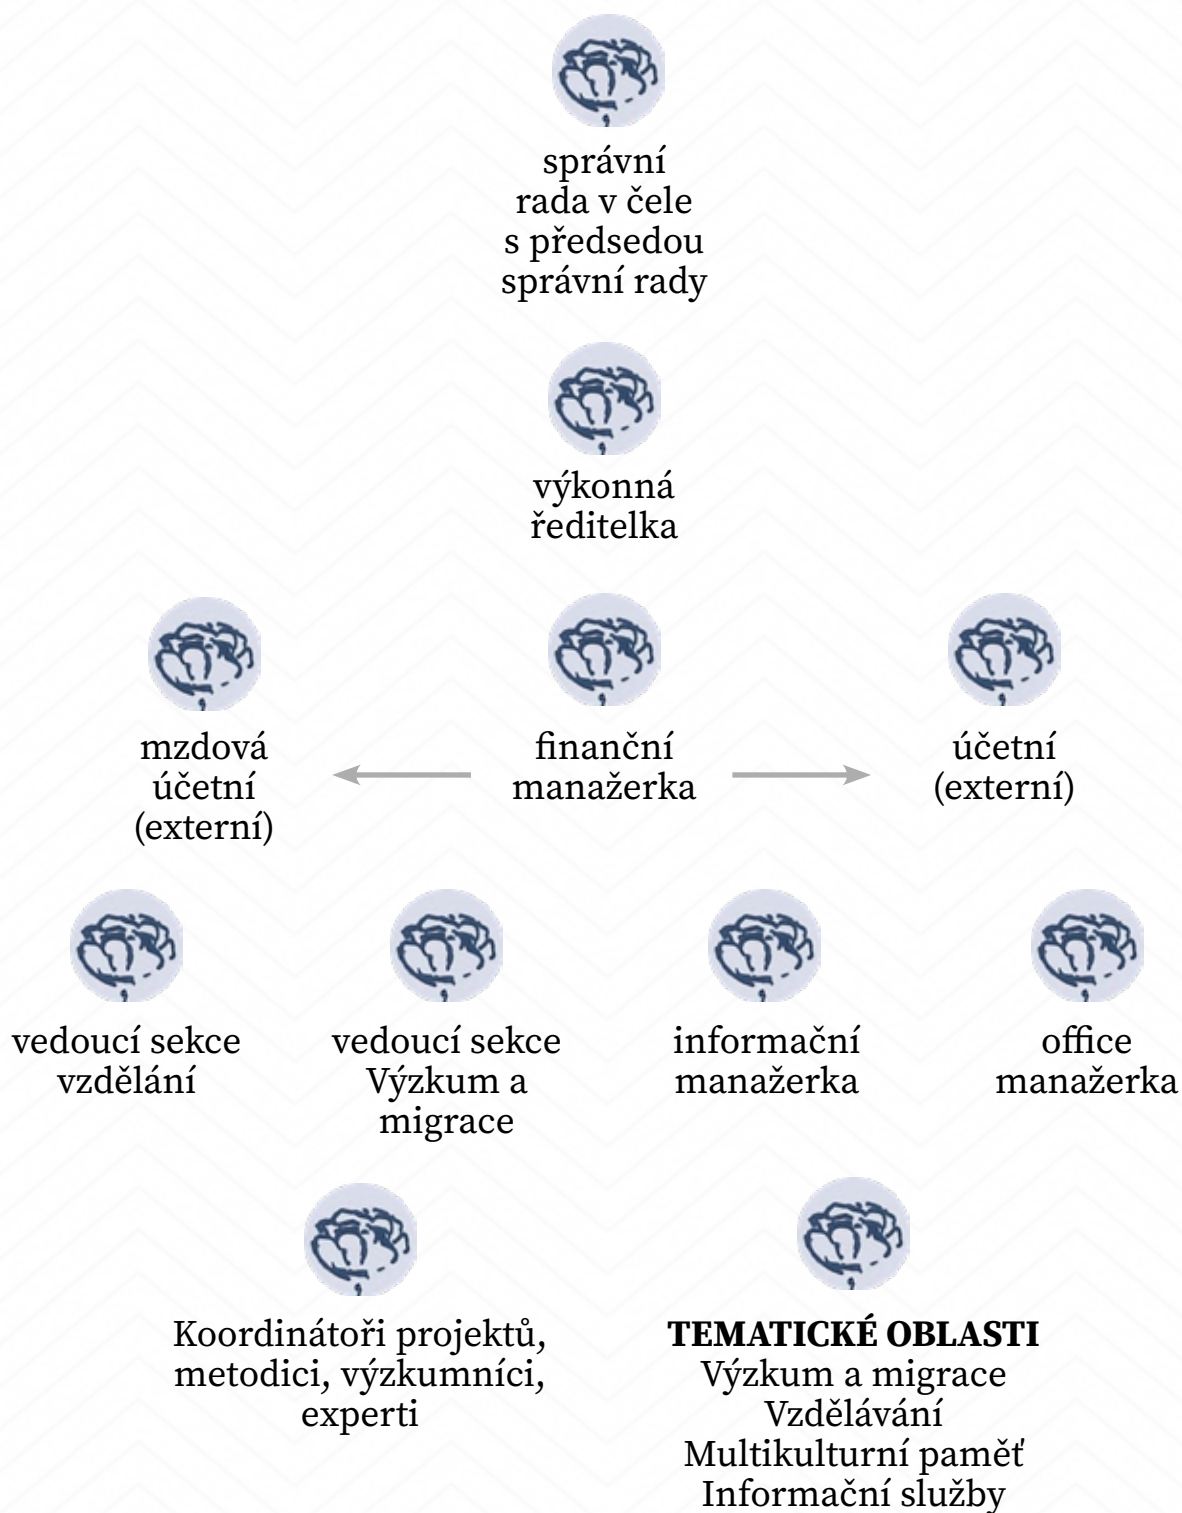 správní
rada v čele
s předsedou
správní rady
výkonná
ředitelka
mzdová
účetní
(externí)
finanční
manažerka
účetní
(externí)
vedoucí sekce
vzdělání
vedoucí sekce
Výzkum a
migrace
informační
manažerka
office
manažerka
Koordinátoři projektů,
metodici, výzkumníci,
experti
TEMATICKÉ OBLASTI
Výzkum a migrace
Vzdělávání
Multikulturní paměť
Informační služby